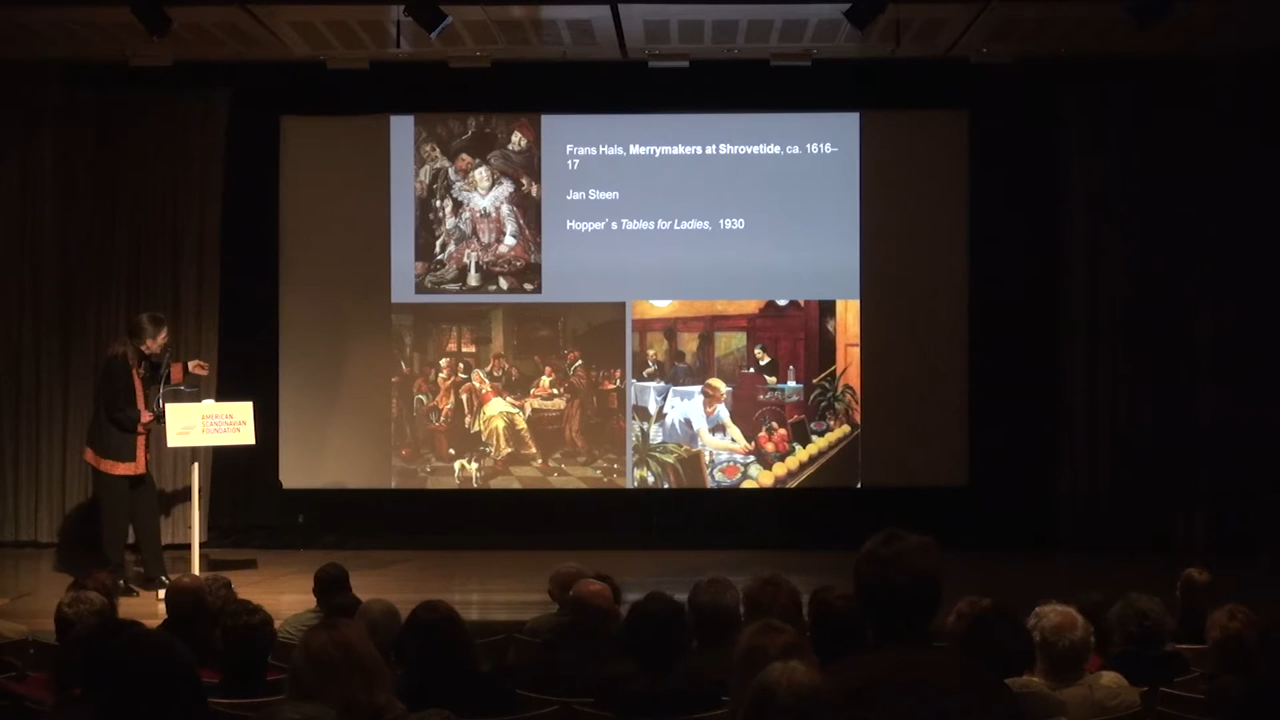 Frans Hals, Merrymakers at Shrovetide, ca. 1616–
17
Jan Steen
Hopper’ s Tables for Ladies, 1930
AMERICAN
SCANDINAVIAN
FOUNDATION